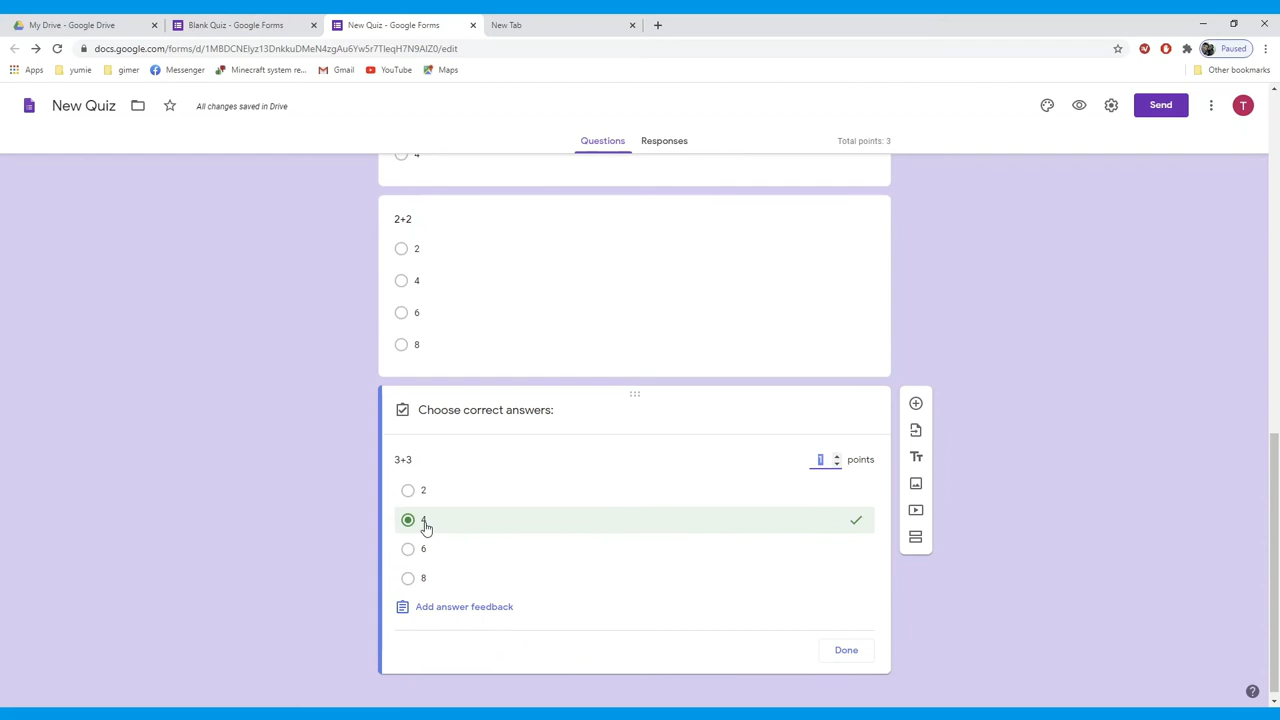 My Drive - Google Drive
Blank Quiz - Google Forms
New Quiz - Google Forms
New Tab
docs.google.com/forms/d/1MBDCNElyz13DnkkuDMeN4zgAu6Yw5r7TleqH7N9AlZ0/edit
Paused
Apps
yumie
gimer
Messenger
Minecraft system re...
Gmail
YouTube
Maps
Other bookmarks
New Quiz
All changes saved in Drive
Send
T
Questions
Responses
Total points: 3
4
2+2
2
4
6
8
Choose correct answers:
3+3
1 points
2
4
6
8
Add answer feedback
Done